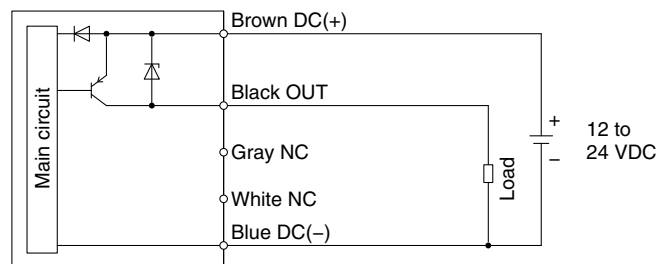 Brown DC(+)
Main circuit
Black OUT
Gray NC
White NC
Blue DC(−)
Load
+
−
12 to
24 VDC